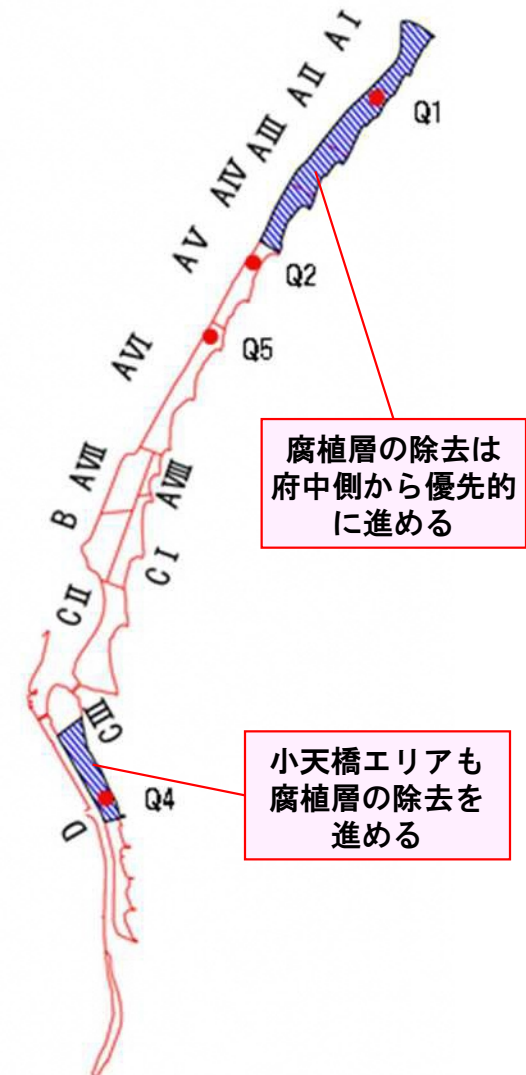 AⅠ
AⅡ
Q1
AⅢ
AⅣ
AⅤ
Q2
Q5
AⅥ
腐植層の除去は
府中側から優先的
に進める
AⅦ
AⅧ
B
CⅠ
CⅡ
CⅢ
小天橋エリアも
腐植層の除去を
進める
Q4
D